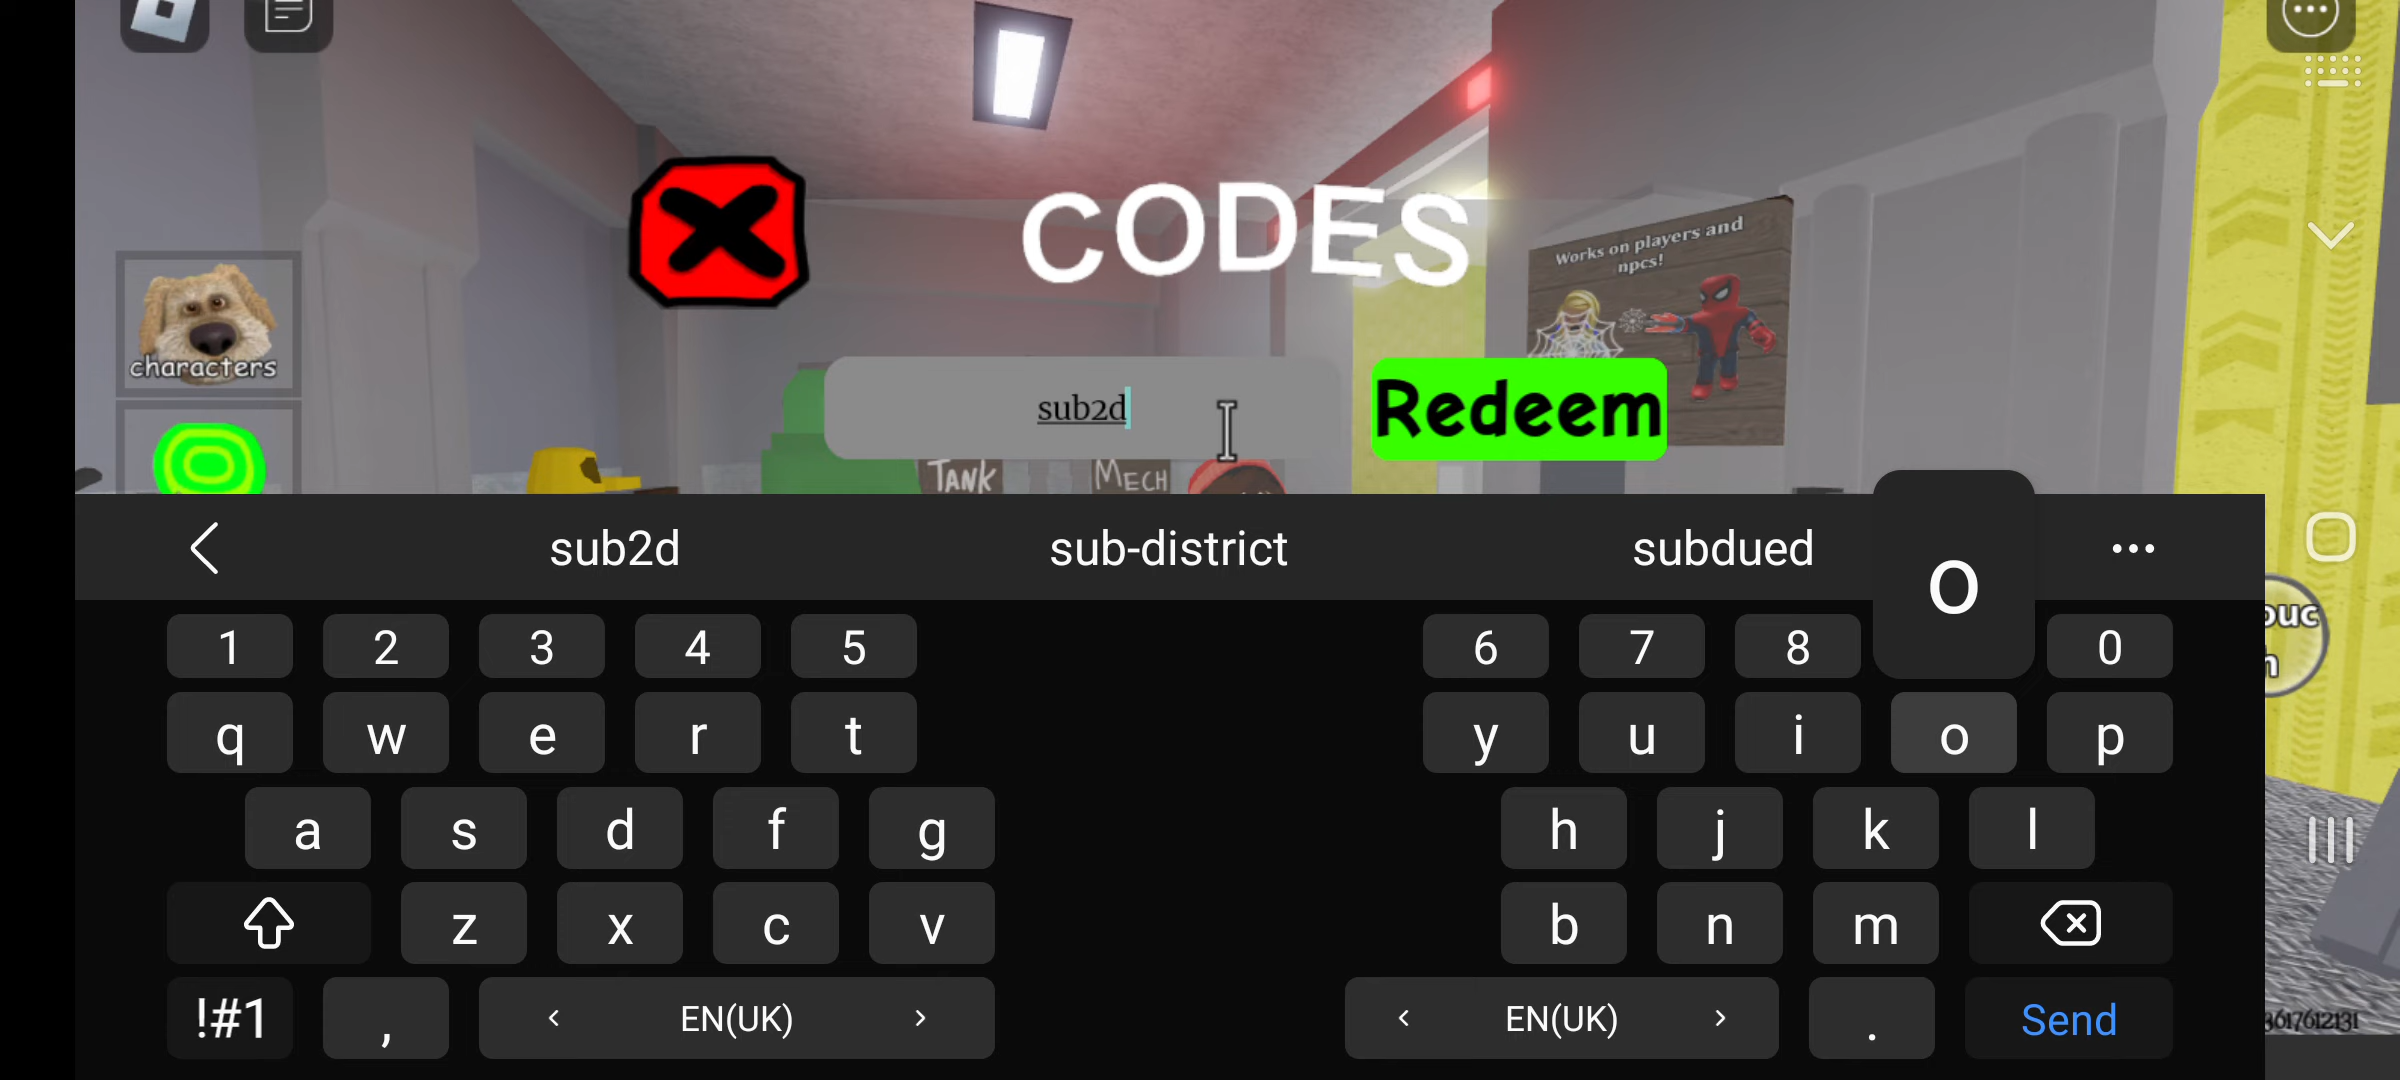 CODES
Works on players and
npcs!
characters
sub2d
Redeem
TANK
MECH
sub2d
sub-district
subdued
o
1 2 3 4 5 6 7 8 0
q w e r t y u i o p
a s d f g h j k l
z x c v b n m
!#1 , EN(UK) EN(UK) . Send